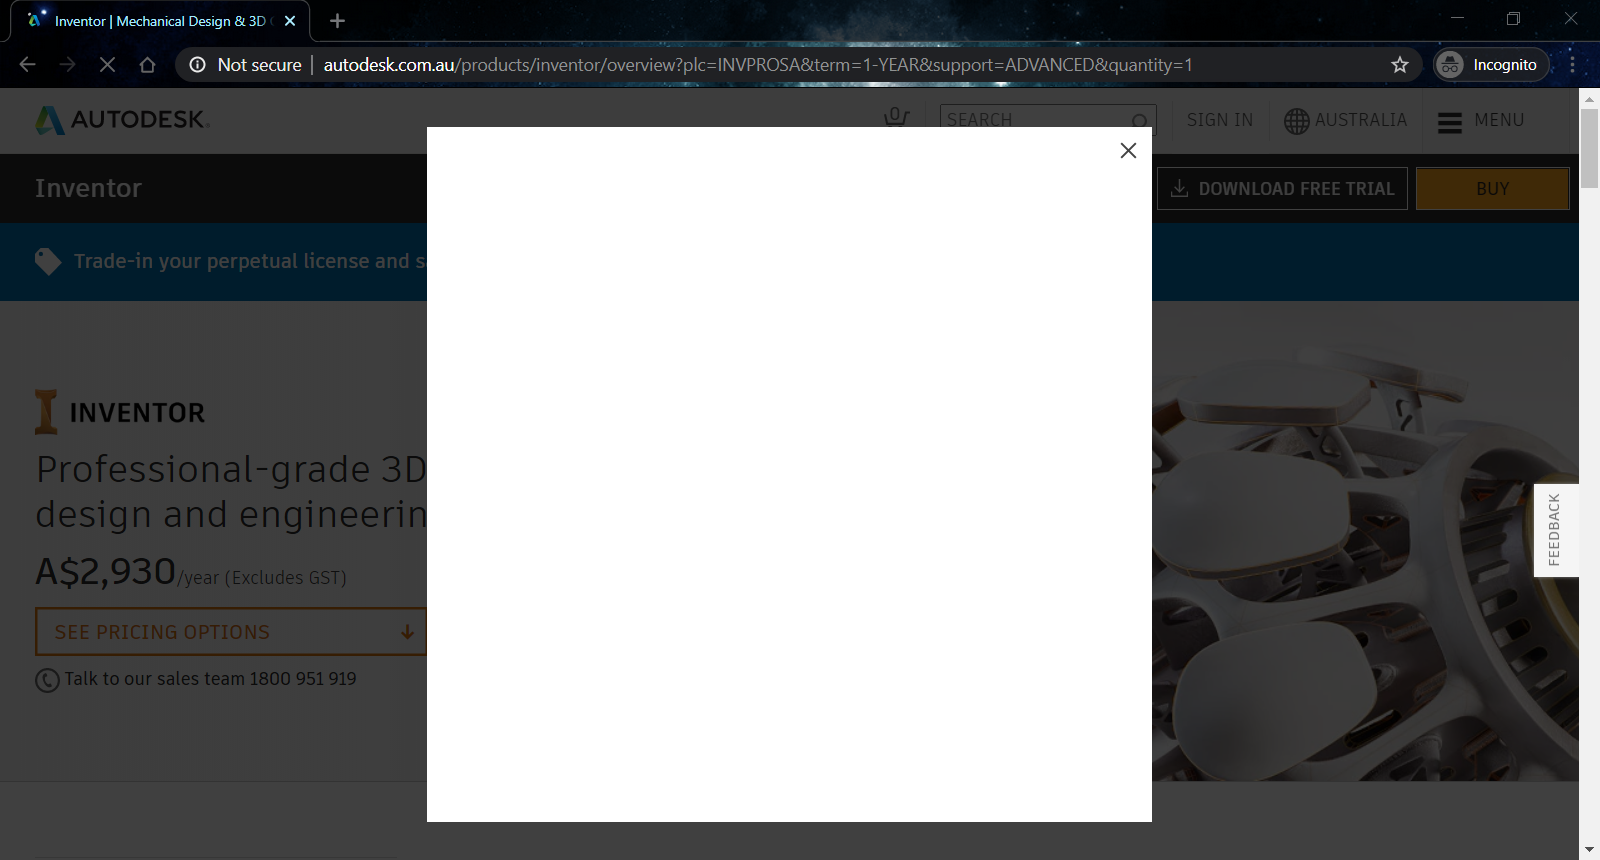 Inventor | Mechanical Design & 3D
Not secure | autodesk.com.au/products/inventor/overview?plc=INVPROSA&term=1-YEAR&support=ADVANCED&quantity=1
Incognito
AUTODESK
0
SEARCH
SIGN IN
AUSTRALIA
MENU
Inventor
DOWNLOAD FREE TRIAL
BUY
Trade-in your perpetual license and s
INVENTOR
Professional-grade 3D
design and engineerin
A$2,930/year (Excludes GST)
SEE PRICING OPTIONS
Talk to our sales team 1800 951 919
FEEDBACK